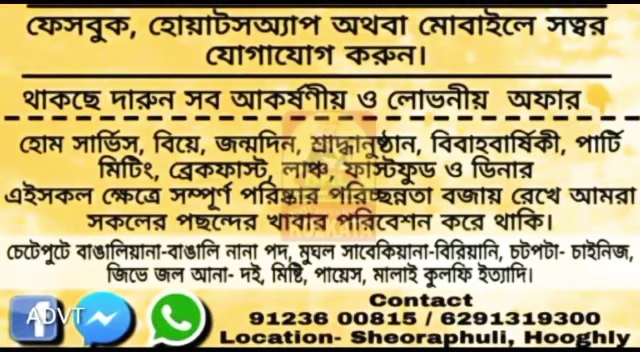 ফেসবুক, হোয়াটসঅ্যাপ অথবা মোবাইলে সত্বর
যোগাযোগ করুন।
থাকছে দারুন সব আকর্ষণীয় ও লোভনীয় অফার
হোম সার্ভিস, বিয়ে, জন্মদিন, শ্রাদ্ধানুষ্ঠান, বিবাহবার্ষিকী, পার্টি
মিটিং, ব্রেকফাস্ট, লাঞ্চ, ফাস্টফুড ও ডিনার
এইসকল ক্ষেত্রে সম্পূর্ণ পরিষ্কার পরিচ্ছন্নতা বজায় রেখে আমরা
সকলের পছন্দের খাবার পরিবেশন করে থাকি।
চেটেপুটে বাঙালিয়ানা-বাঙালি নানা পদ, মুঘল সাবেকিয়ানা-বিরিয়ানি, চটপটা- চাইনিজ,
জিভে জল আনা- দই, মিষ্টি, পায়েস, মালাই কুলফি ইত্যাদি।
Contact
91236 00815 / 6291319300
Location- Sheoraphuli, Hooghly
ADVT